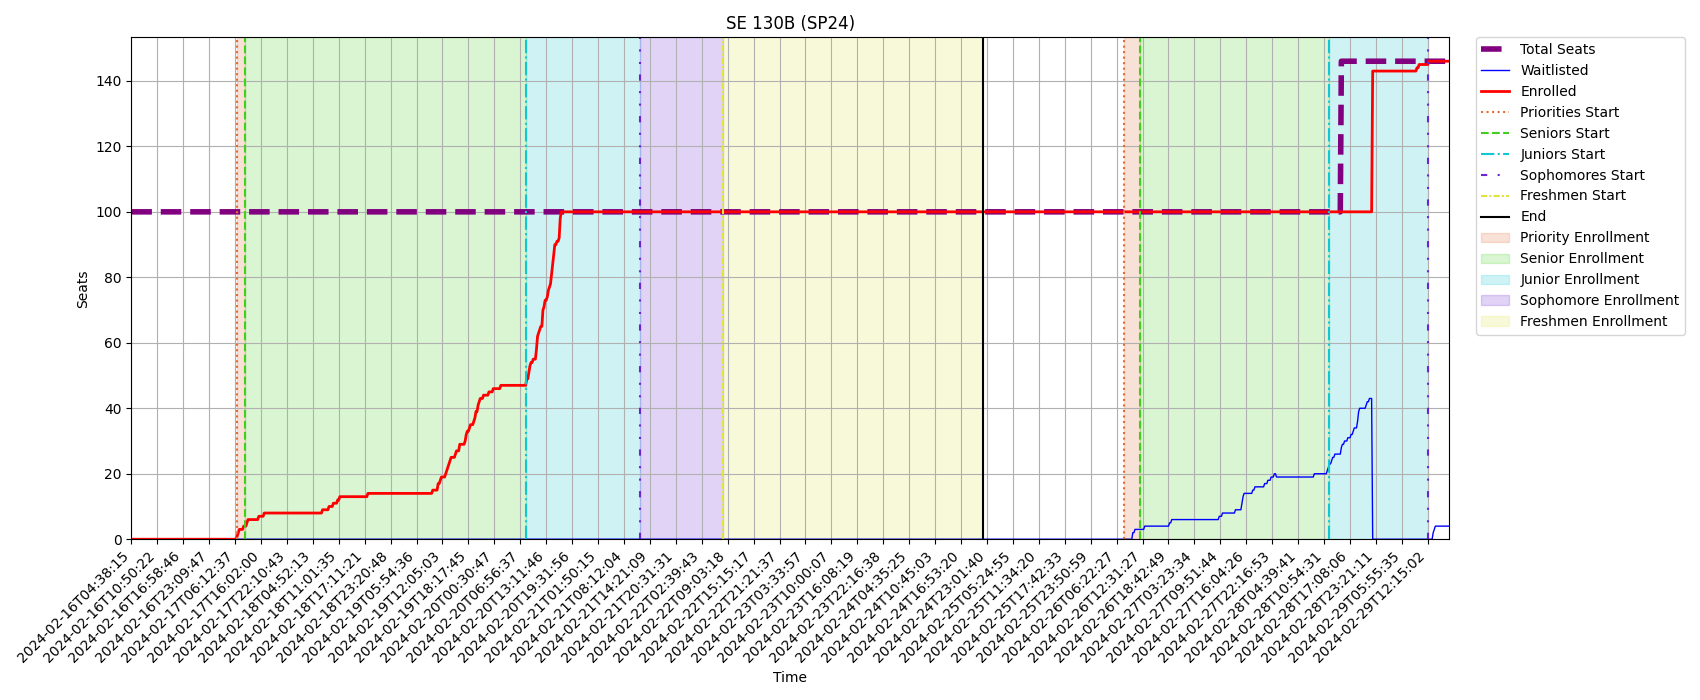 SE 130B (SP24)
140
120
100
80
60
40
20
0
Seats
2024-02-16T04:38:15
2024-02-16T10:50:22
2024-02-16T16:58:46
2024-02-16T23:09:47
2024-02-17T06:12:37
2024-02-17T16:02:00
2024-02-17T22:10:43
2024-02-18T04:52:13
2024-02-18T11:01:35
2024-02-18T17:11:21
2024-02-18T23:20:48
2024-02-19T05:54:36
2024-02-19T12:05:03
2024-02-19T18:17:45
2024-02-20T00:30:47
2024-02-20T06:56:37
2024-02-20T13:11:46
2024-02-20T19:31:56
2024-02-21T01:50:15
2024-02-21T08:12:04
2024-02-21T14:21:09
2024-02-21T20:31:31
2024-02-22T02:39:43
2024-02-22T09:03:18
2024-02-22T15:15:17
2024-02-22T21:21:37
2024-02-23T03:33:57
2024-02-23T10:00:07
2024-02-23T16:08:19
2024-02-23T22:16:38
2024-02-24T04:35:25
2024-02-24T10:45:03
2024-02-24T16:53:20
2024-02-24T23:01:40
2024-02-25T05:24:55
2024-02-25T11:34:20
2024-02-25T17:42:33
2024-02-25T23:50:59
2024-02-26T06:22:27
2024-02-26T12:31:27
2024-02-26T18:42:49
2024-02-27T03:23:34
2024-02-27T09:51:44
2024-02-27T16:04:26
2024-02-27T22:16:53
2024-02-28T04:39:41
2024-02-28T10:54:31
2024-02-28T17:08:06
2024-02-28T23:21:11
2024-02-29T05:55:35
2024-02-29T12:15:02
Time
Total Seats
Waitlisted
Enrolled
Priorities Start
Seniors Start
Juniors Start
Sophomores Start
Freshmen Start
End
Priority Enrollment
Senior Enrollment
Junior Enrollment
Sophomore Enrollment
Freshmen Enrollment